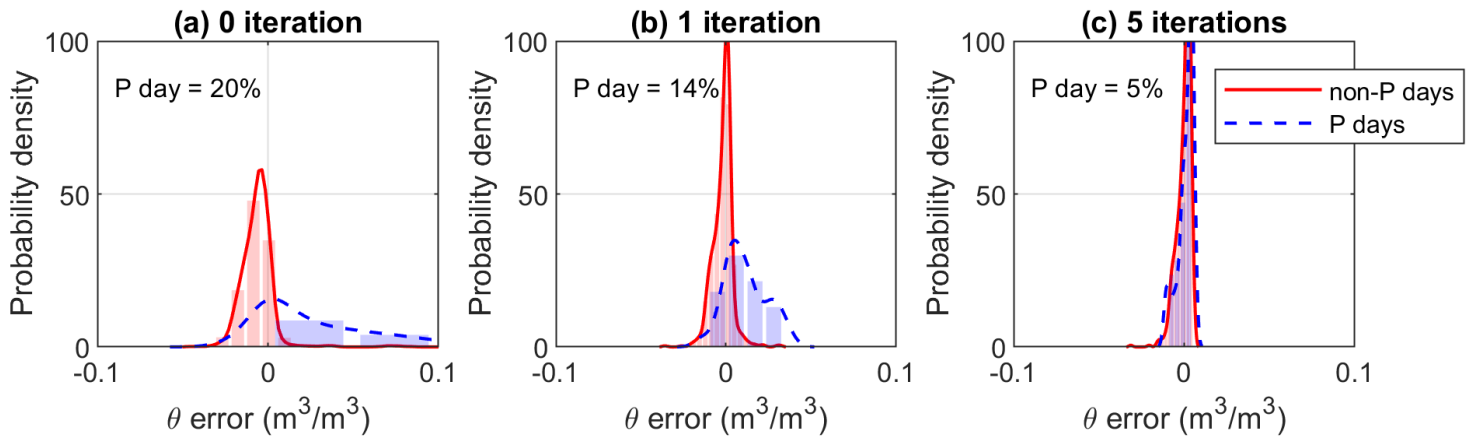 (a) 0 iteration
100
50
0
Probability density
P day = 20%
-0.1
0
0.1
θ error (m³/m³)
(b) 1 iteration
100
50
0
Probability density
P day = 14%
-0.1
0
0.1
θ error (m³/m³)
(c) 5 iterations
100
50
0
Probability density
P day = 5%
non-P days
P days
-0.1
0
0.1
θ error (m³/m³)